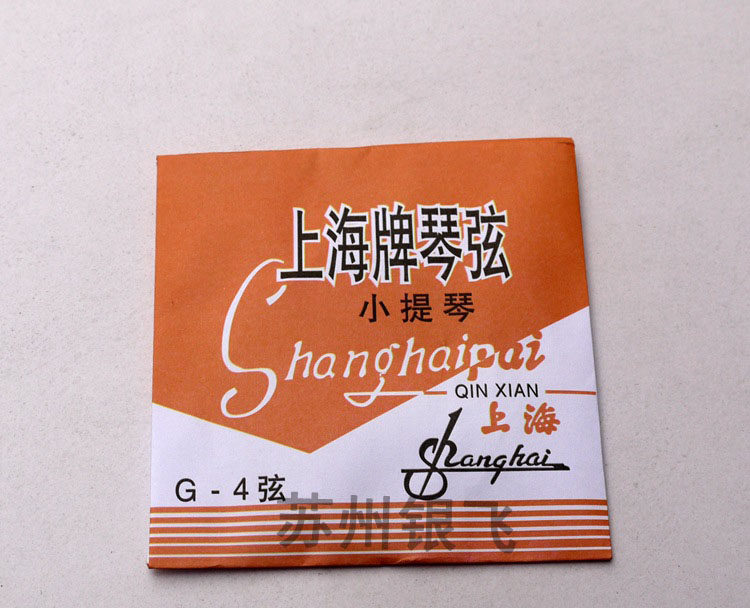 上海牌琴弦
小提琴
Shanghaipai
QIN XIAN
上海
Shanghai
G - 4弦
苏州银飞